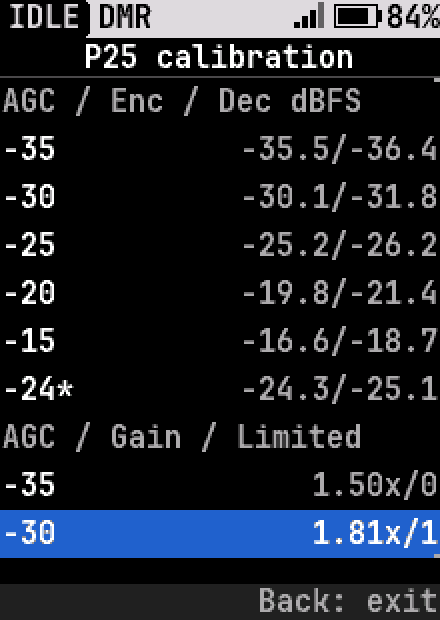 IDLE DMR 84%
P25 calibration
AGC / Enc / Dec dBFS
-35 -35.5/-36.4
-30 -30.1/-31.8
-25 -25.2/-26.2
-20 -19.8/-21.4
-15 -16.6/-18.7
-24* -24.3/-25.1
AGC / Gain / Limited
-35 1.50x/0
-30 1.81x/1
Back: exit